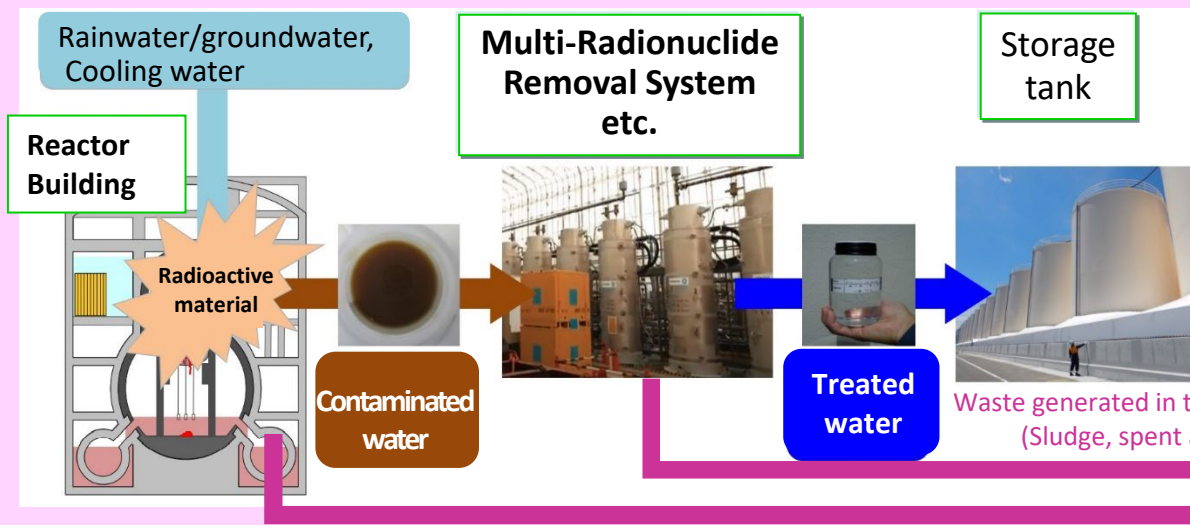 Rainwater/groundwater,
Cooling water
Multi-Radionuclide
Removal System
etc.
Storage
tank
Reactor
Building
Radioactive
material
Contaminated
water
Treated
water
Waste generated in t
(Sludge, spent